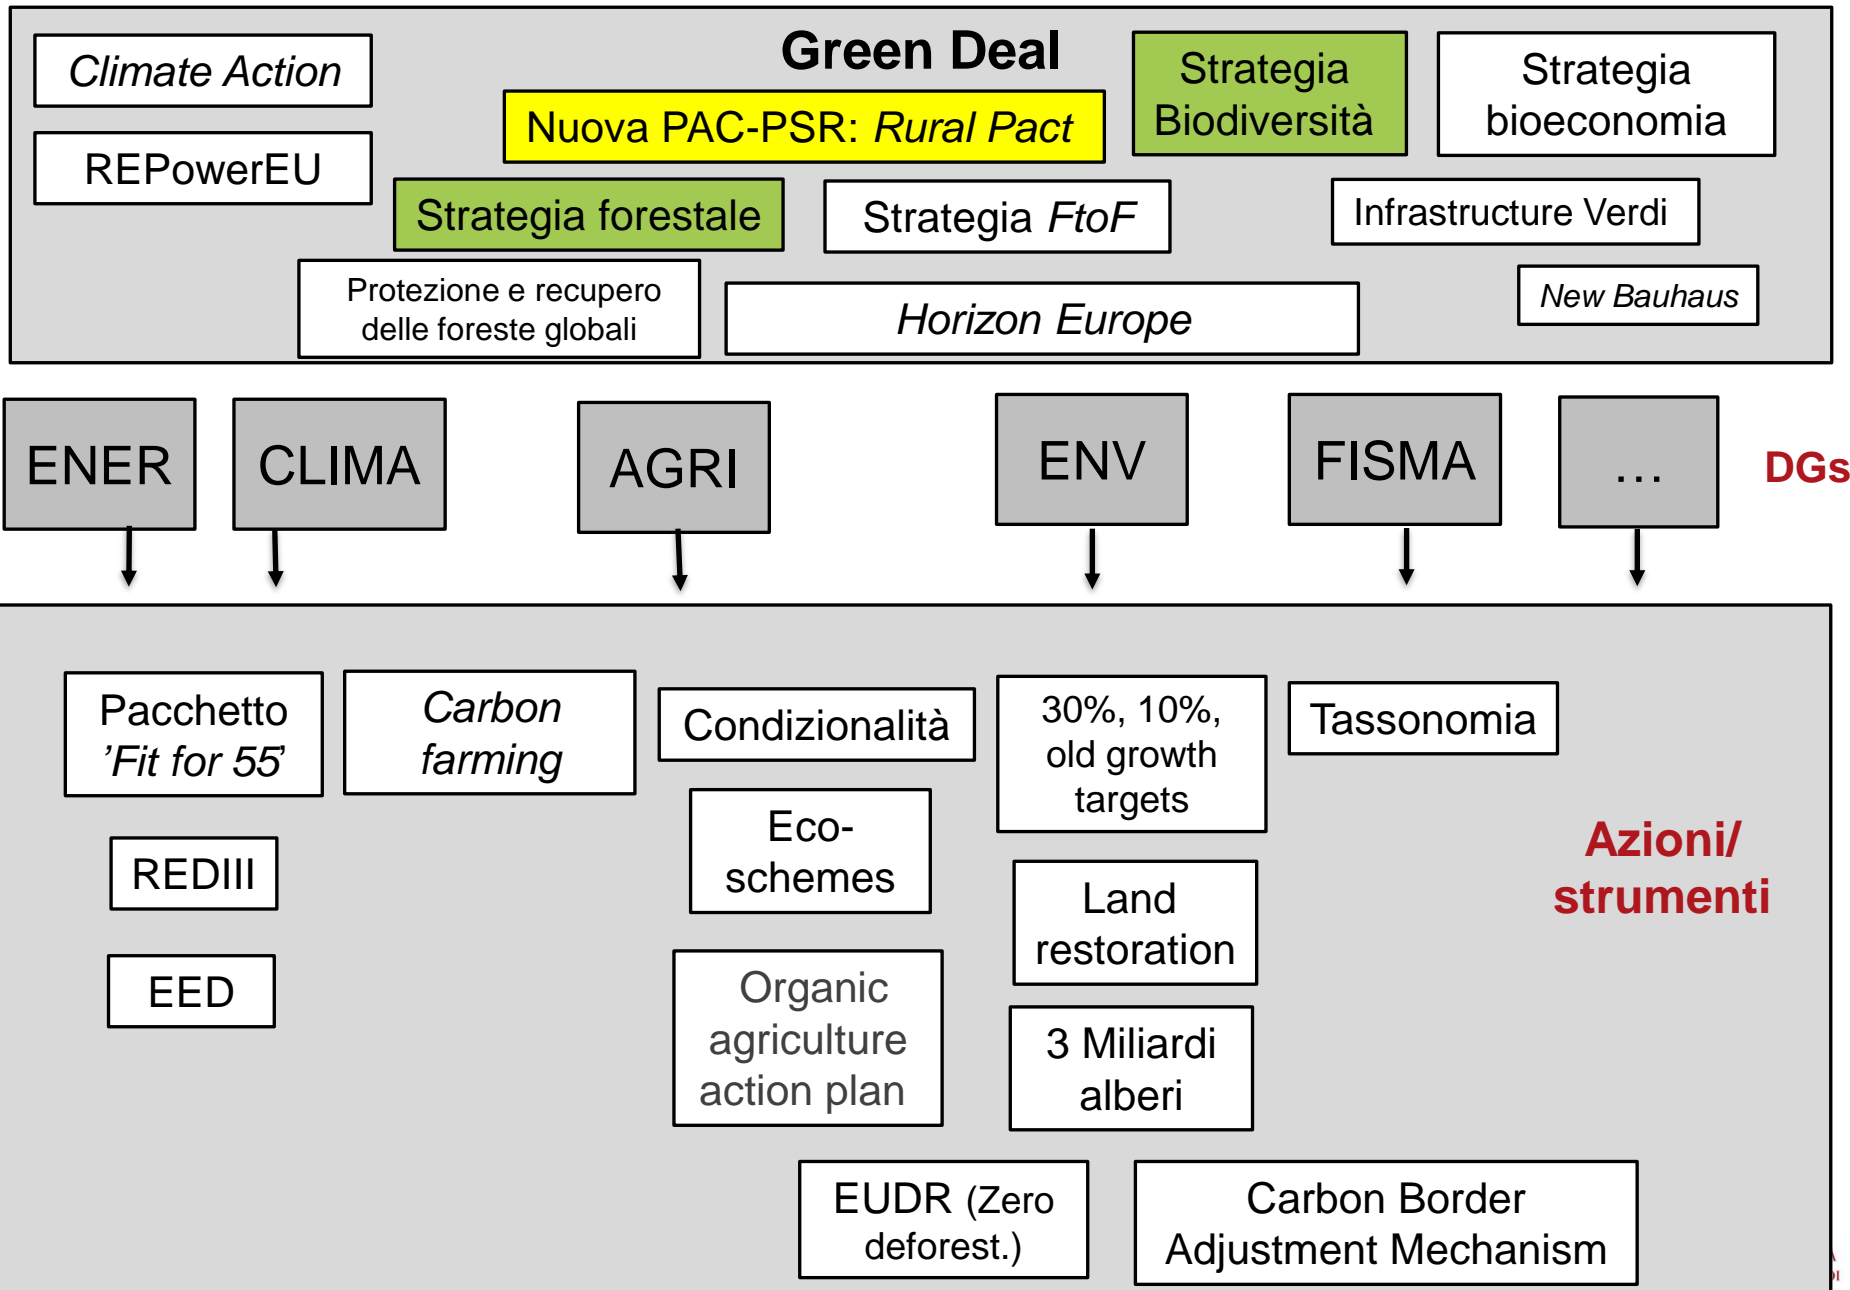 Green Deal
Climate Action
REPowerEU
Nuova PAC-PSR: Rural Pact
Strategia
Biodiversità
Strategia
bioeconomia
Strategia forestale
Strategia FtoF
Infrastructure Verdi
Protezione e recupero
delle foreste globali
Horizon Europe
New Bauhaus
ENER
CLIMA
AGRI
ENV
FISMA
...
DGs
Pacchetto
'Fit for 55'
Carbon
farming
Condizionalità
30%, 10%,
old growth
targets
Tassonomia
REDIII
Eco-
schemes
Land
restoration
Azioni/
strumenti
EED
Organic
agriculture
action plan
3 Miliardi
alberi
EUDR (Zero
deforest.)
Carbon Border
Adjustment Mechanism